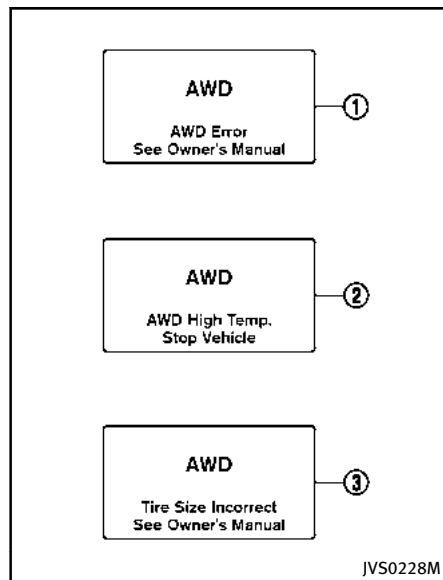 AWD
AWD Error
See Owner's Manual
1
AWD
AWD High Temp.
Stop Vehicle
2
AWD
Tire Size Incorrect
See Owner's Manual
3
JVS0228M